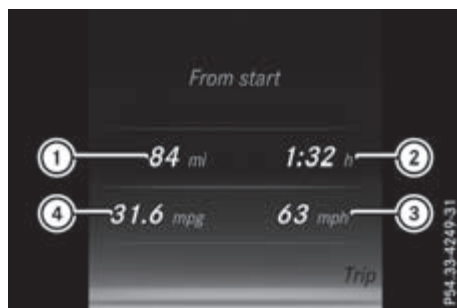 From start
1 84 mi 1:32 h 2
4 31.6 mpg 63 mph 3
Trip
P54.33-4249-31